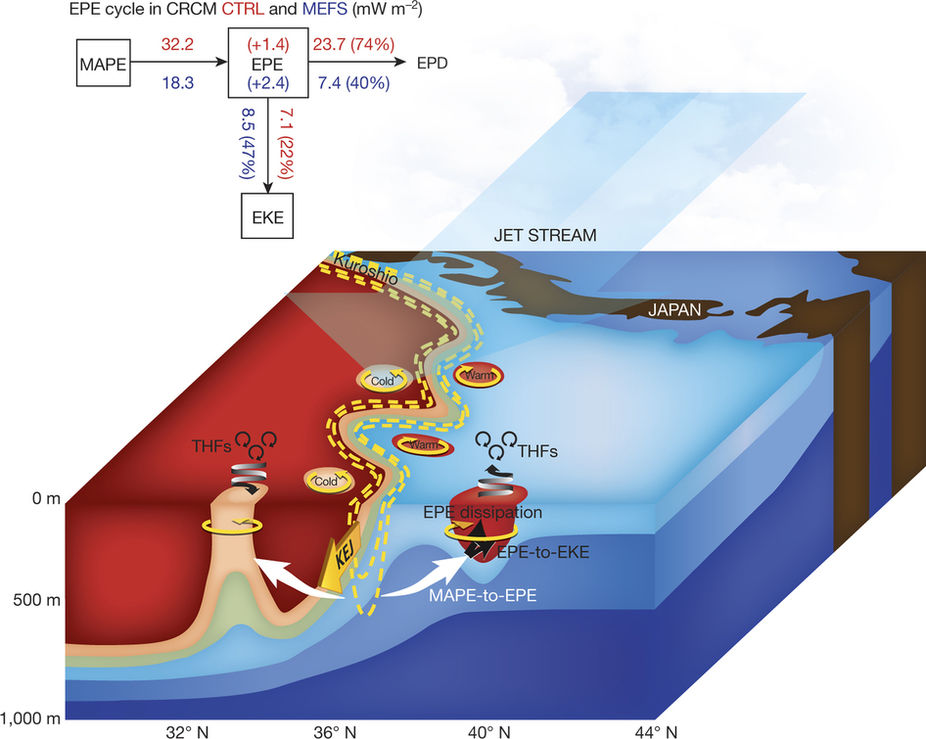 EPE cycle in CRCM CTRL and MEFS (mW m⁻²)
32.2
(+1.4)
23.7 (74%)
MAPE
EPE
EPD
18.3
(+2.4)
7.4 (40%)
8.5 (47%)
7.1 (22%)
EKE
JET STREAM
Kuroshio
JAPAN
Cold
Warm
Warm
THFs
THFs
Cold
0 m
EPE dissipation
KEJ
EPE-to-EKE
MAPE-to-EPE
500 m
1,000 m
32° N
36° N
40° N
44° N